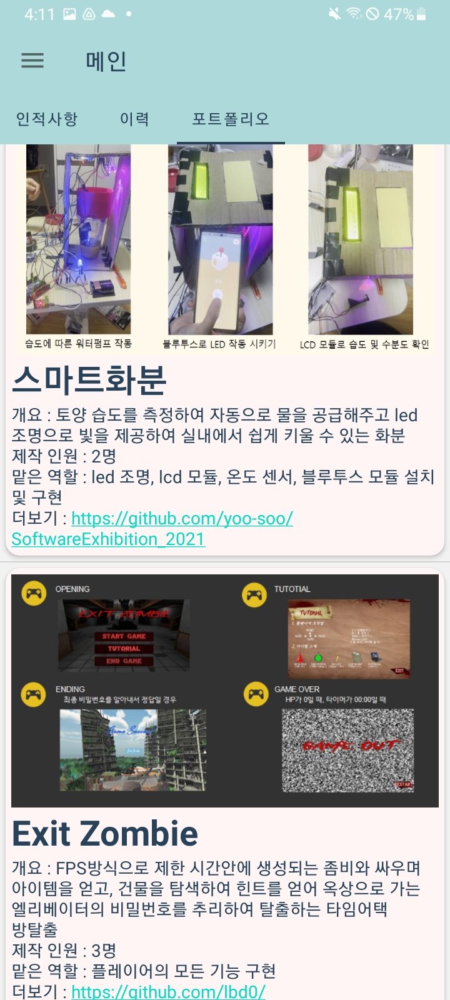 4:11
47%
메인
인적사항
이력
포트폴리오
습도에 따른 워터펌프 작동
블루투스로 LED 작동 시키기
LCD 모듈로 습도 및 수분도 확인
스마트화분
개요 : 토양 습도를 측정하여 자동으로 물을 공급해주고 led
조명으로 빛을 제공하여 실내에서 쉽게 키울 수 있는 화분
제작 인원 : 2명
맡은 역할 : led 조명, lcd 모듈, 온도 센서, 블루투스 모듈 설치
및 구현
더보기 : https://github.com/yoo-soo/
SoftwareExhibition_2021
OPENING
EXIT ZOMBIE
START GAME
TUTORIAL
END GAME
TUTOTIAL
TUTORIAL
EXIT
ENDING
최종 비밀번호를 알아내서 정답일 경우
GAME OVER
HP가 0일 때, 타이머가 00:00일 때
GAME OUT
RESTART
Exit Zombie
개요 : FPS방식으로 제한 시간안에 생성되는 좀비와 싸우며
아이템을 얻고, 건물을 탐색하여 힌트를 얻어 옥상으로 가는
엘리베이터의 비밀번호를 추리하여 탈출하는 타임어택
방탈출
제작 인원 : 3명
맡은 역할 : 플레이어의 모든 기능 구현
더보기 : https://github.com/lbd0/